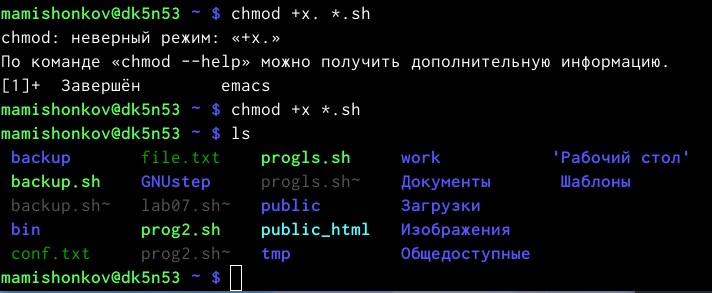 mamishonkov@dk5n53 ~ $ chmod +x. *.sh
chmod: неверный режим: «+x.»
По команде «chmod --help» можно получить дополнительную информацию.
[1]+  Завершён        emacs
mamishonkov@dk5n53 ~ $ chmod +x *.sh
mamishonkov@dk5n53 ~ $ ls
backup       file.txt    progls.sh     work            'Рабочий стол'
backup.sh    GNUstep     progls.sh~    Документы        Шаблоны
backup.sh~   lab07.sh~   public        Загрузки
bin          prog2.sh    public_html   Изображения
conf.txt     prog2.sh~   tmp           Общедоступные
mamishonkov@dk5n53 ~ $